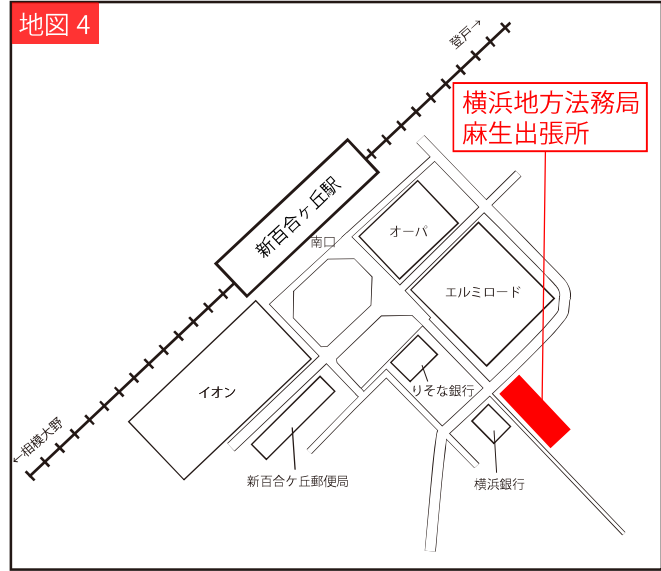 地図 4
登戸→
横浜地方法務局
麻生出張所
新百合ヶ丘駅
南口
オーパ
エルミロード
イオン
りそな銀行
←相模大野
新百合ケ丘郵便局
横浜銀行